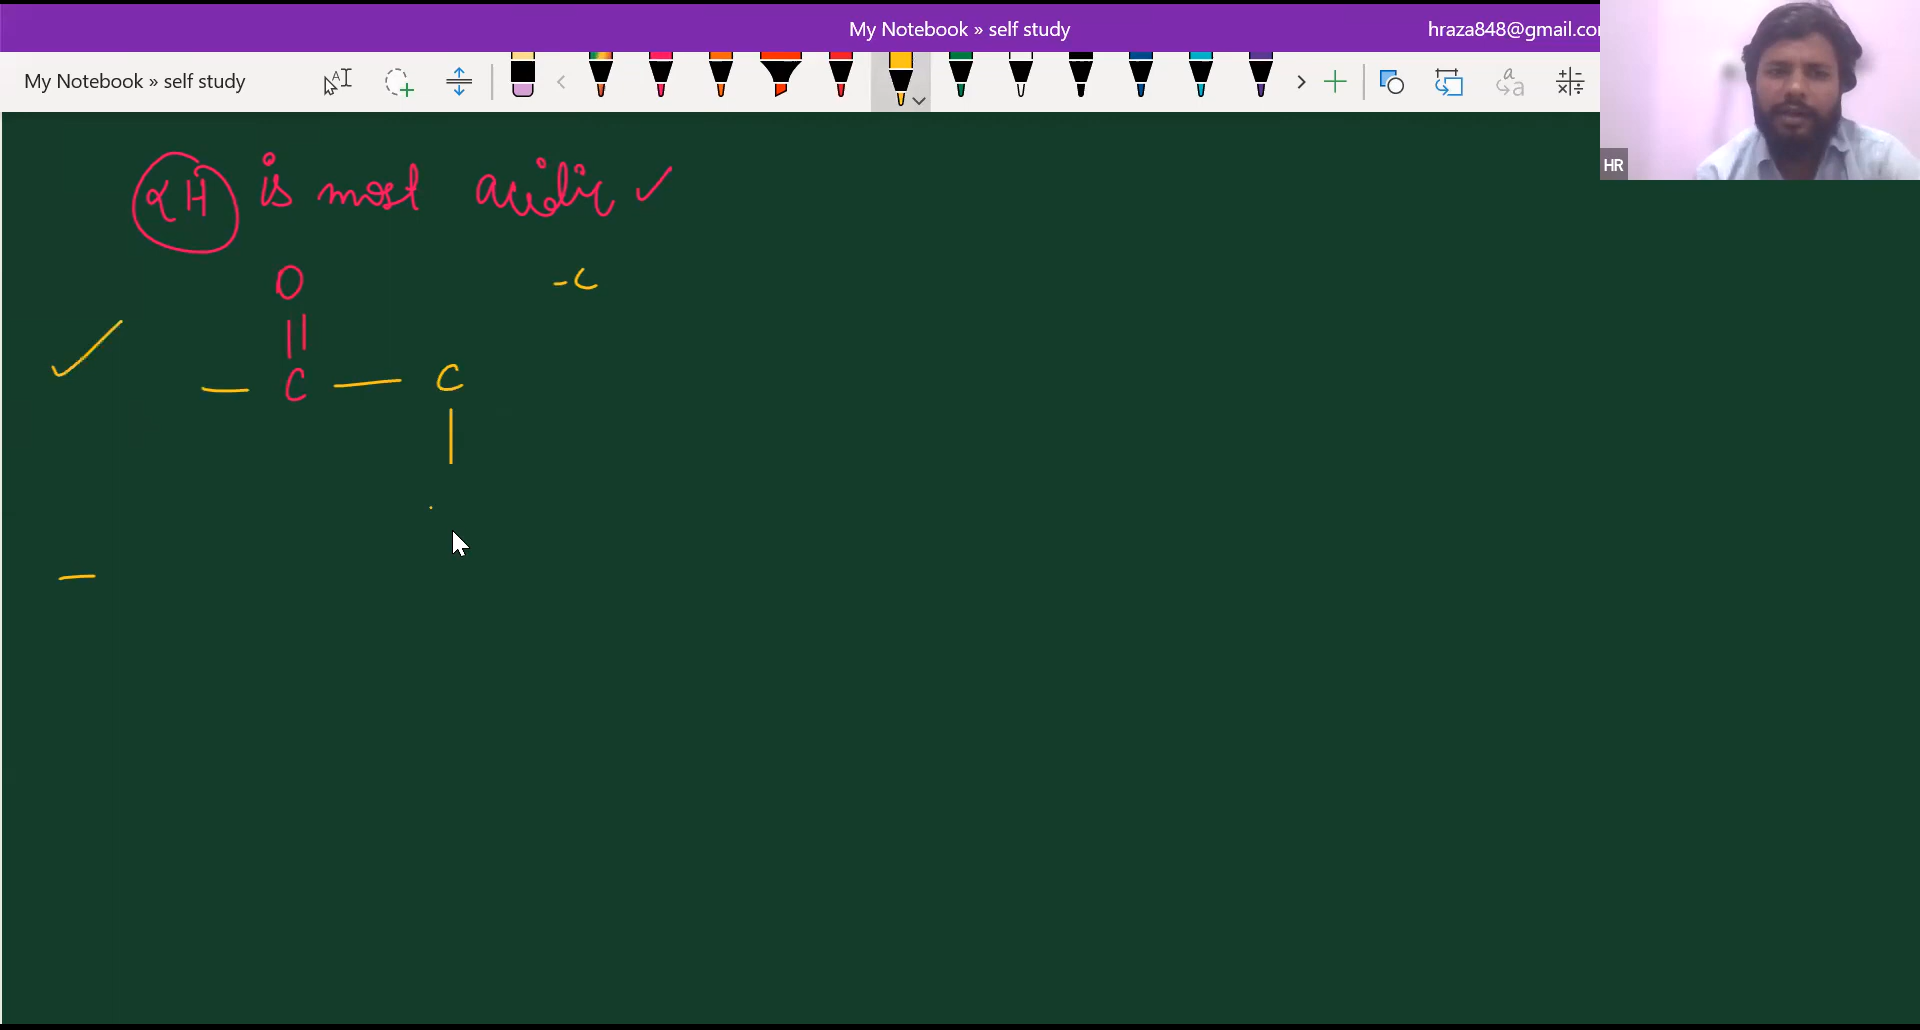 My Notebook » self study
hraza848@gmail.co
My Notebook » self study
HR
αH is most acidic ✓
O
-C
— C — C